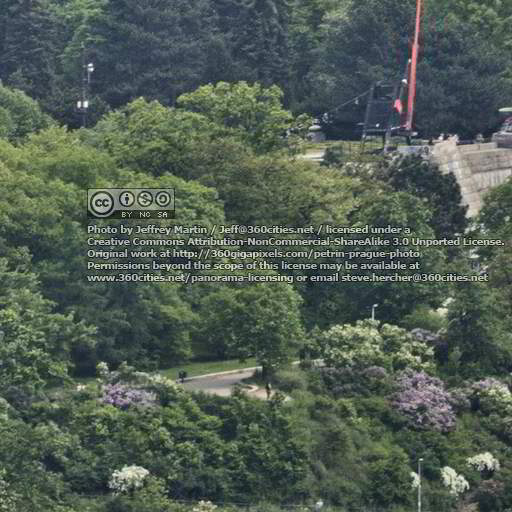 cc
BY NC SA
Photo by Jeffrey Martin / Jeff@360cities.net / licensed under a
Creative Commons Attribution-NonCommercial-ShareAlike 3.0 Unported License.
Original work at http://360gigapixels.com/petrin-prague-photo
Permissions beyond the scope of this license may be available at
www.360cities.net/panorama-licensing or email steve.hercher@360cities.net